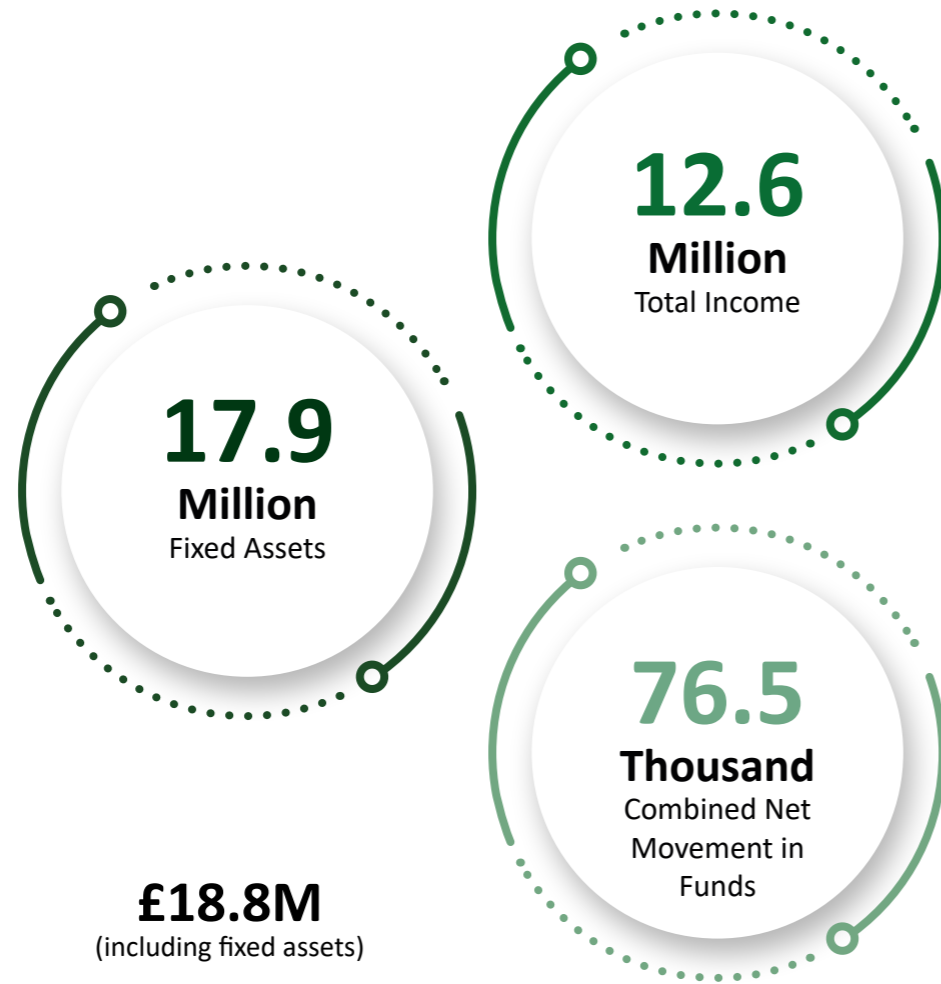 12.6
Million
Total Income
17.9
Million
Fixed Assets
76.5
Thousand
Combined Net
Movement in
Funds
£18.8M
(including fixed assets)